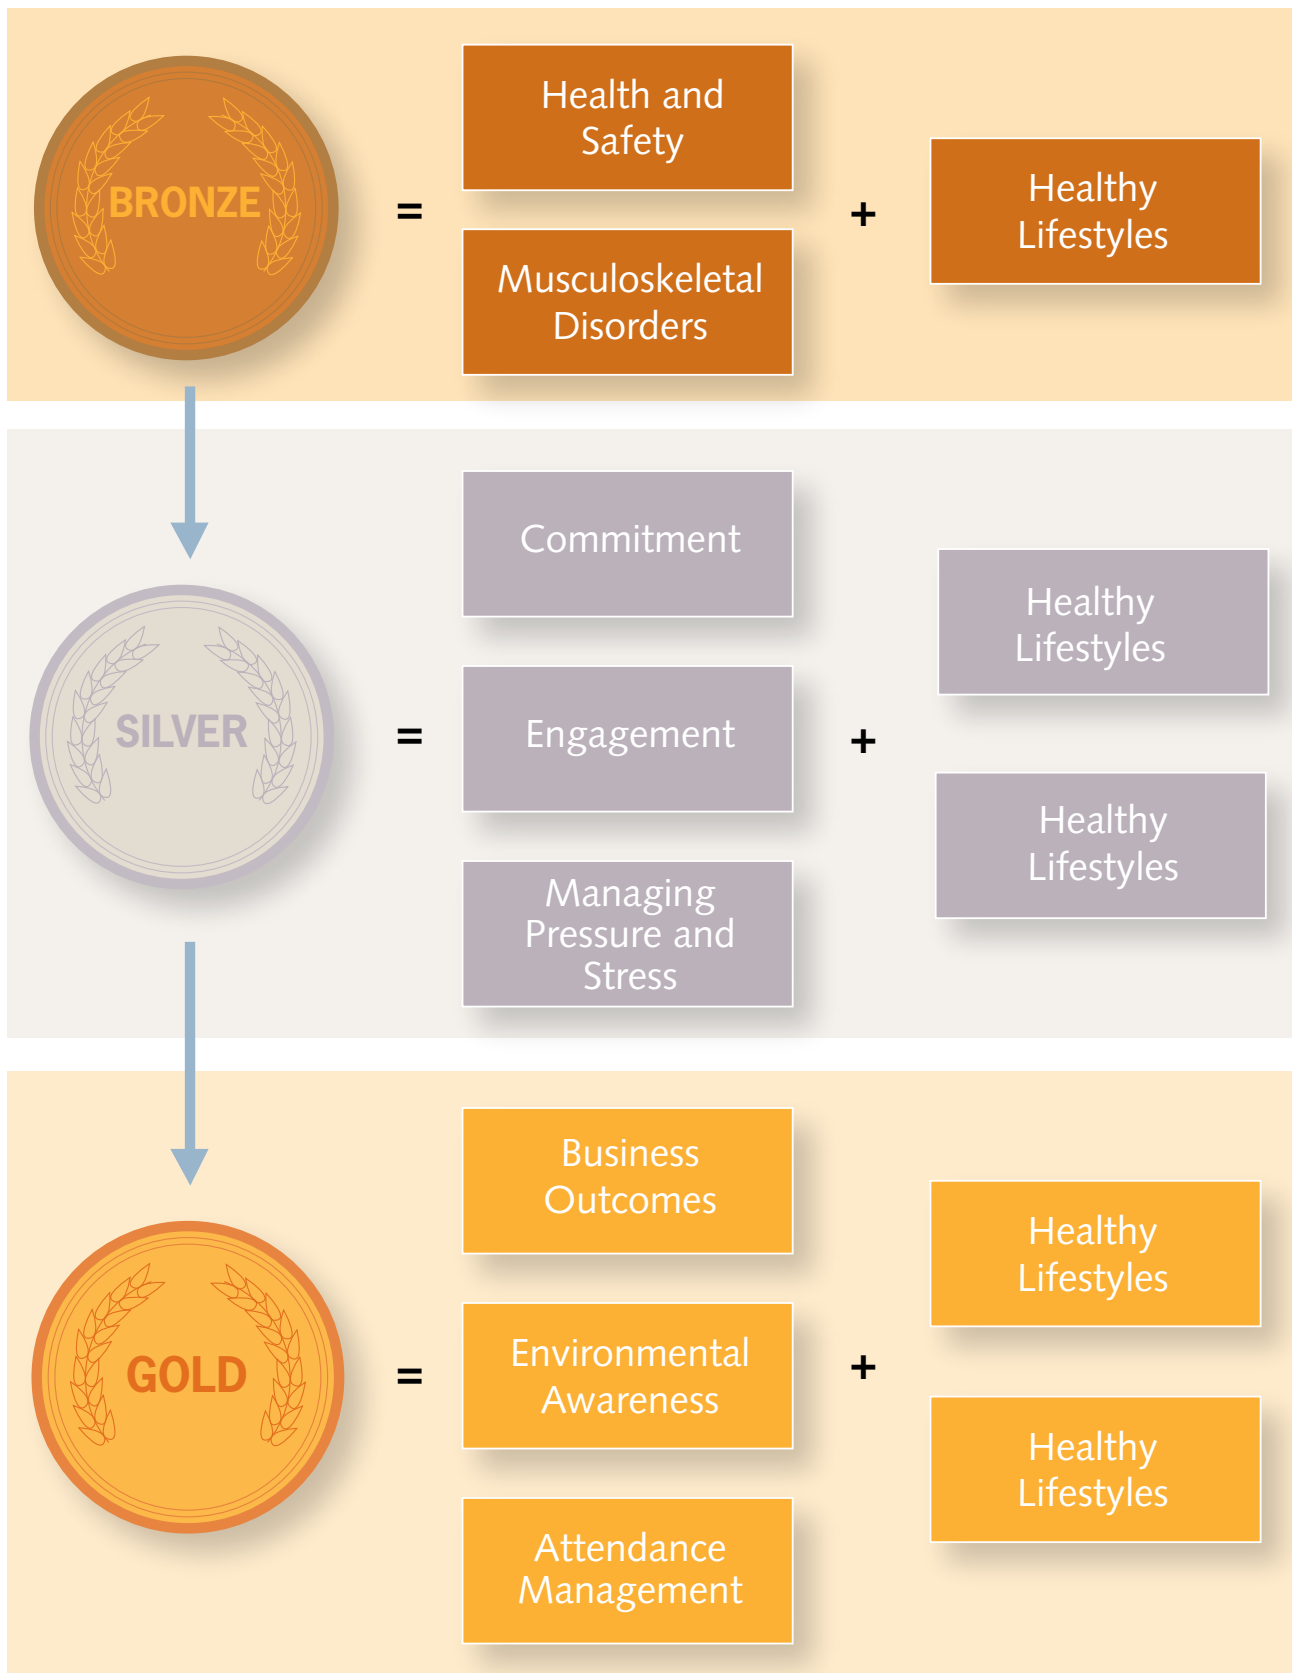 BRONZE
=
Health and
Safety
Musculoskeletal
Disorders
+
Healthy
Lifestyles
SILVER
=
Commitment
Engagement
Managing
Pressure and
Stress
+
Healthy
Lifestyles
Healthy
Lifestyles
GOLD
=
Business
Outcomes
Environmental
Awareness
Attendance
Management
+
Healthy
Lifestyles
Healthy
Lifestyles